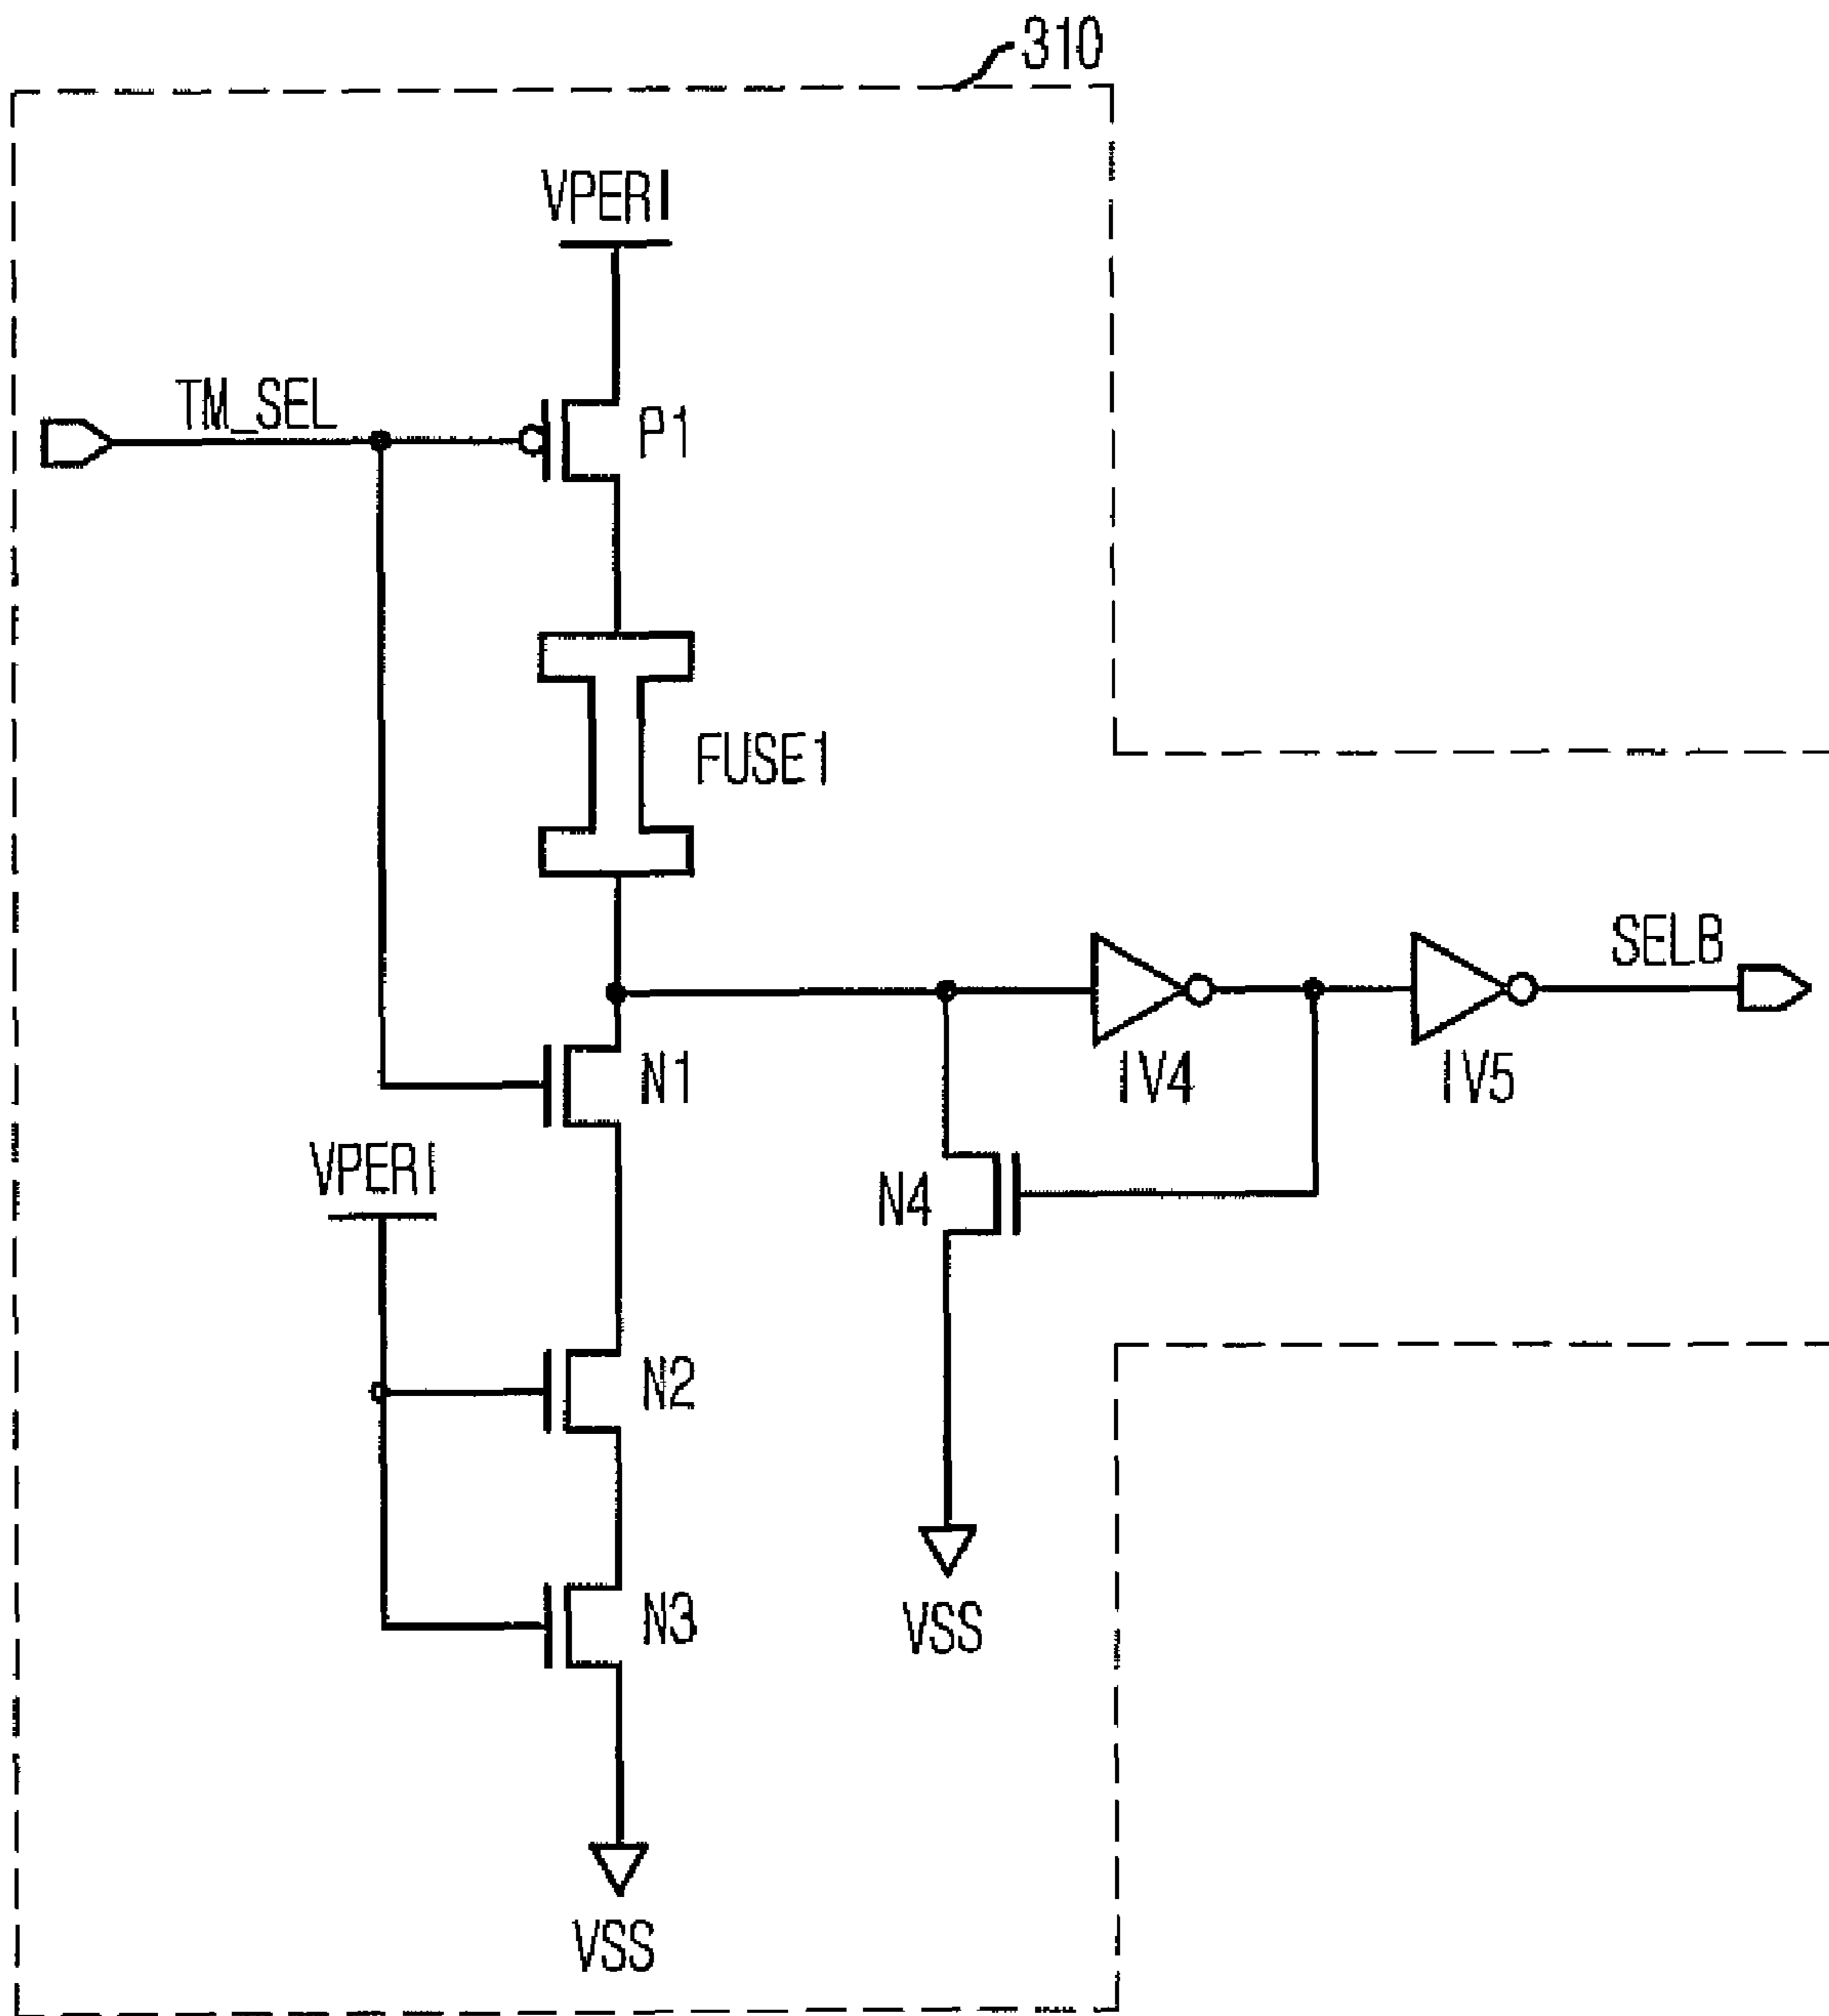 310
VPERI
TM_SEL
P1
FUSE1
SELB
N1
IV4
IV5
VPERI
N4
N2
N3
VSS
VSS